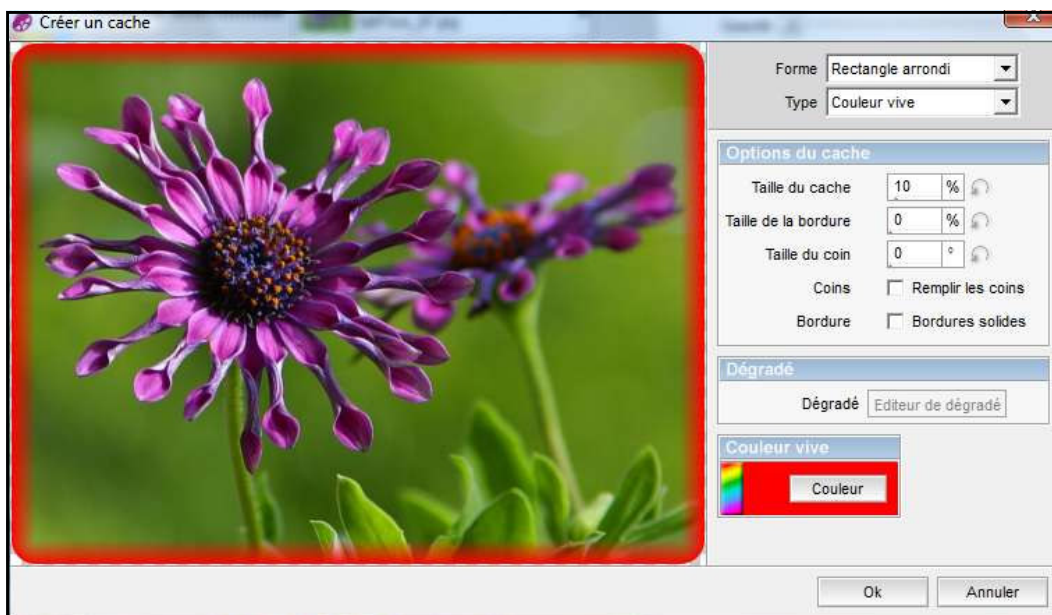 Créer un cache
Forme Rectangle arrondi
Type Couleur vive
Options du cache
Taille du cache 10 %
Taille de la bordure 0 %
Taille du coin 0 °
Coins Remplir les coins
Bordure Bordures solides
Dégradé
Dégradé Editeur de dégradé
Couleur vive
Couleur
Ok Annuler